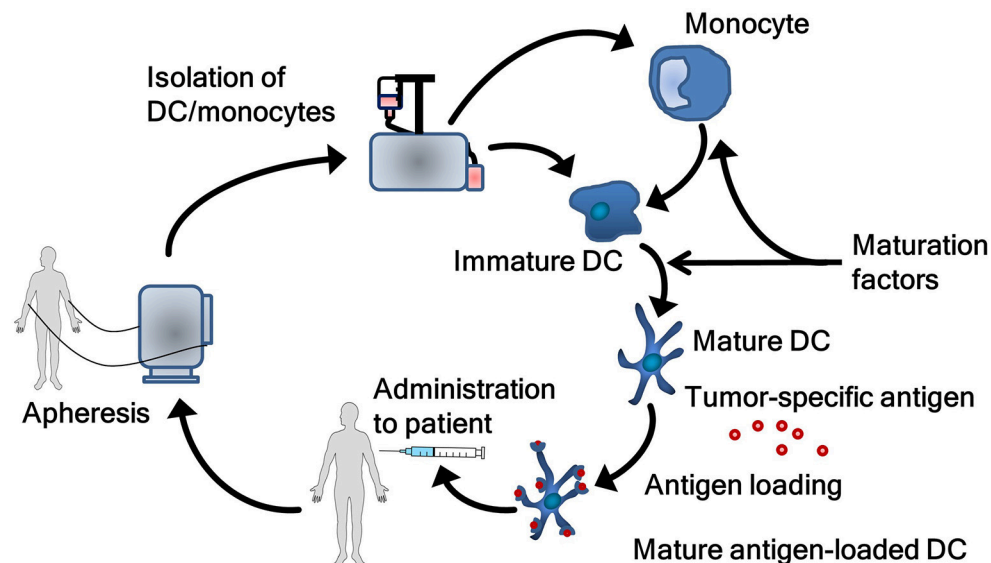 Monocyte
Isolation of
DC/monocytes
Immature DC
Maturation
factors
Mature DC
Tumor-specific antigen
Administration
to patient
Apheresis
Antigen loading
Mature antigen-loaded DC